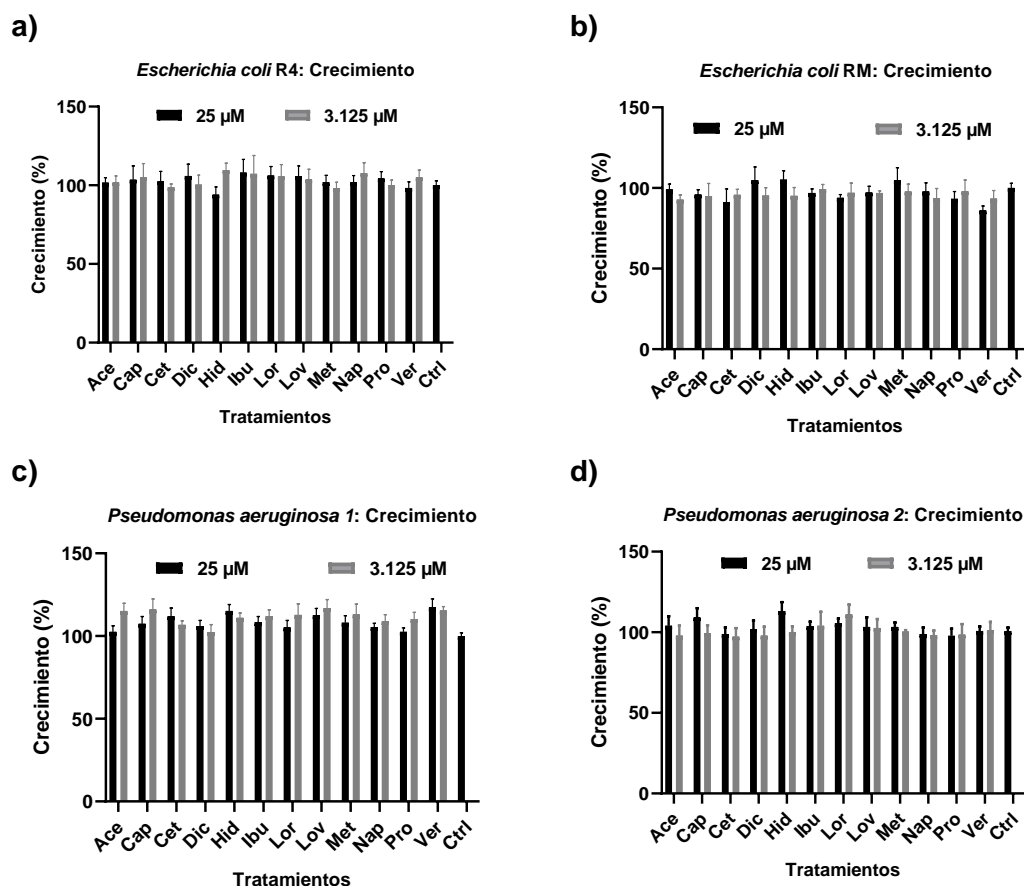 a)
Escherichia coli R4: Crecimiento
25 µM
3.125 µM
Crecimiento (%)
150
100
50
0
Ace Cap Cet Dic Hid Ibu Lor Lov Met Nap Pro Ver Ctrl
Tratamientos
b)
Escherichia coli RM: Crecimiento
25 µM
3.125 µM
Crecimiento (%)
150
100
50
0
Ace Cap Cet Dic Hid Ibu Lor Lov Met Nap Pro Ver Ctrl
Tratamientos
c)
Pseudomonas aeruginosa 1: Crecimiento
25 µM
3.125 µM
Crecimiento (%)
150
100
50
0
Ace Cap Cet Dic Hid Ibu Lor Lov Met Nap Pro Ver Ctrl
Tratamientos
d)
Pseudomonas aeruginosa 2: Crecimiento
25 µM
3.125 µM
Crecimiento (%)
150
100
50
0
Ace Cap Cet Dic Hid Ibu Lor Lov Met Nap Pro Ver Ctrl
Tratamientos